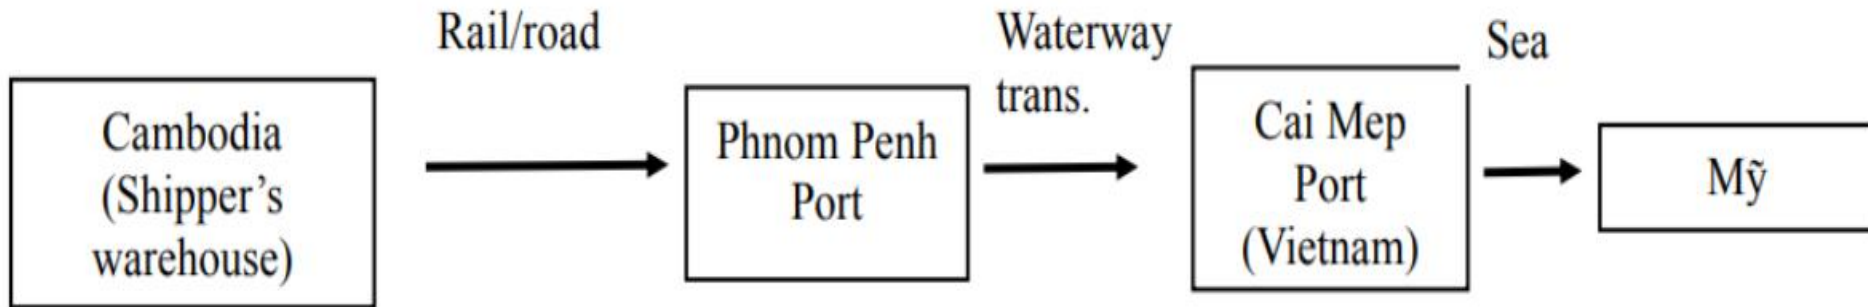 Rail/road
Waterway
trans.
Sea
Cambodia
(Shipper’s
warehouse)
Phnom Penh
Port
Cai Mep
Port
(Vietnam)
Mỹ